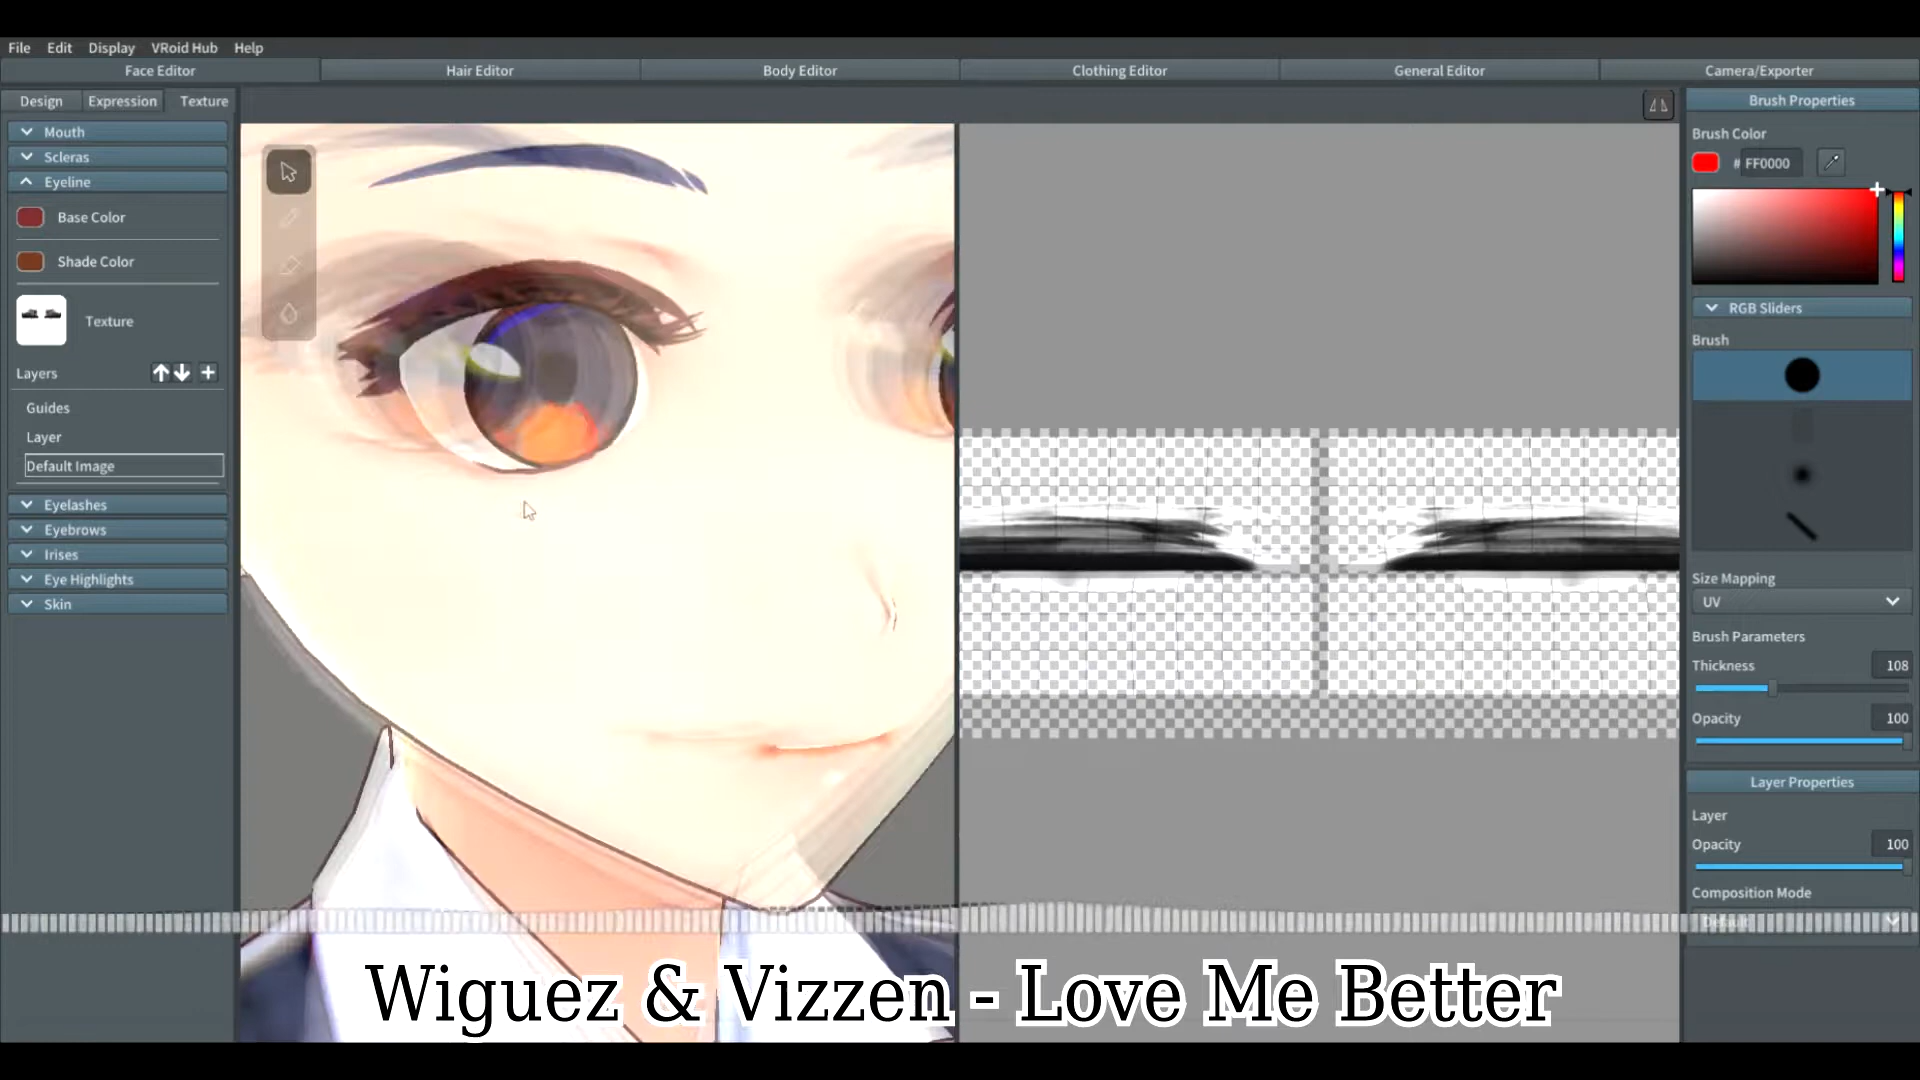 File Edit Display VRoid Hub Help
Face Editor Hair Editor Body Editor Clothing Editor General Editor Camera/Exporter
Design Expression Texture
Mouth
Scleras
Eyeline
Base Color
Shade Color
Texture
Layers
Guides
Layer
Default Image
Eyelashes
Eyebrows
Irises
Eye Highlights
Skin
Brush Properties
Brush Color
# FF0000
RGB Sliders
Brush
Size Mapping
UV
Brush Parameters
Thickness 108
Opacity 100
Layer Properties
Layer
Opacity 100
Composition Mode
Default
Wiguez & Vizzen - Love Me Better